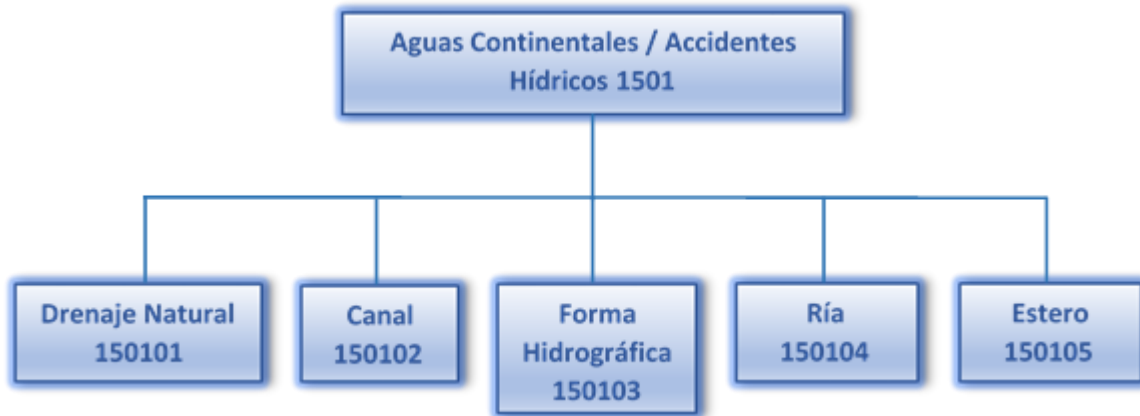 Aguas Continentales / Accidentes
Hídricos 1501
Drenaje Natural
150101
Canal
150102
Forma
Hidrográfica
150103
Ría
150104
Estero
150105